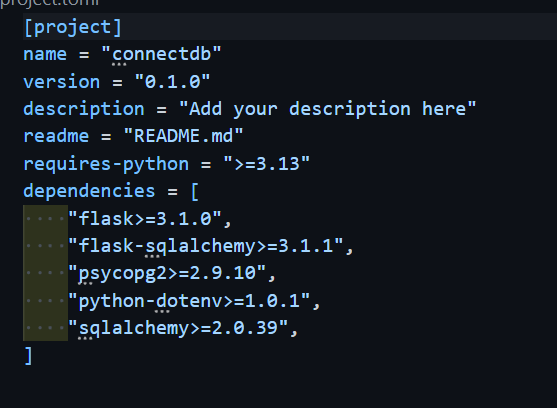 project.toml
[project]
name = "connectdb"
version = "0.1.0"
description = "Add your description here"
readme = "README.md"
requires-python = ">=3.13"
dependencies = [
    "flask>=3.1.0",
    "flask-sqlalchemy>=3.1.1",
    "psycopg2>=2.9.10",
    "python-dotenv>=1.0.1",
    "sqlalchemy>=2.0.39",
]